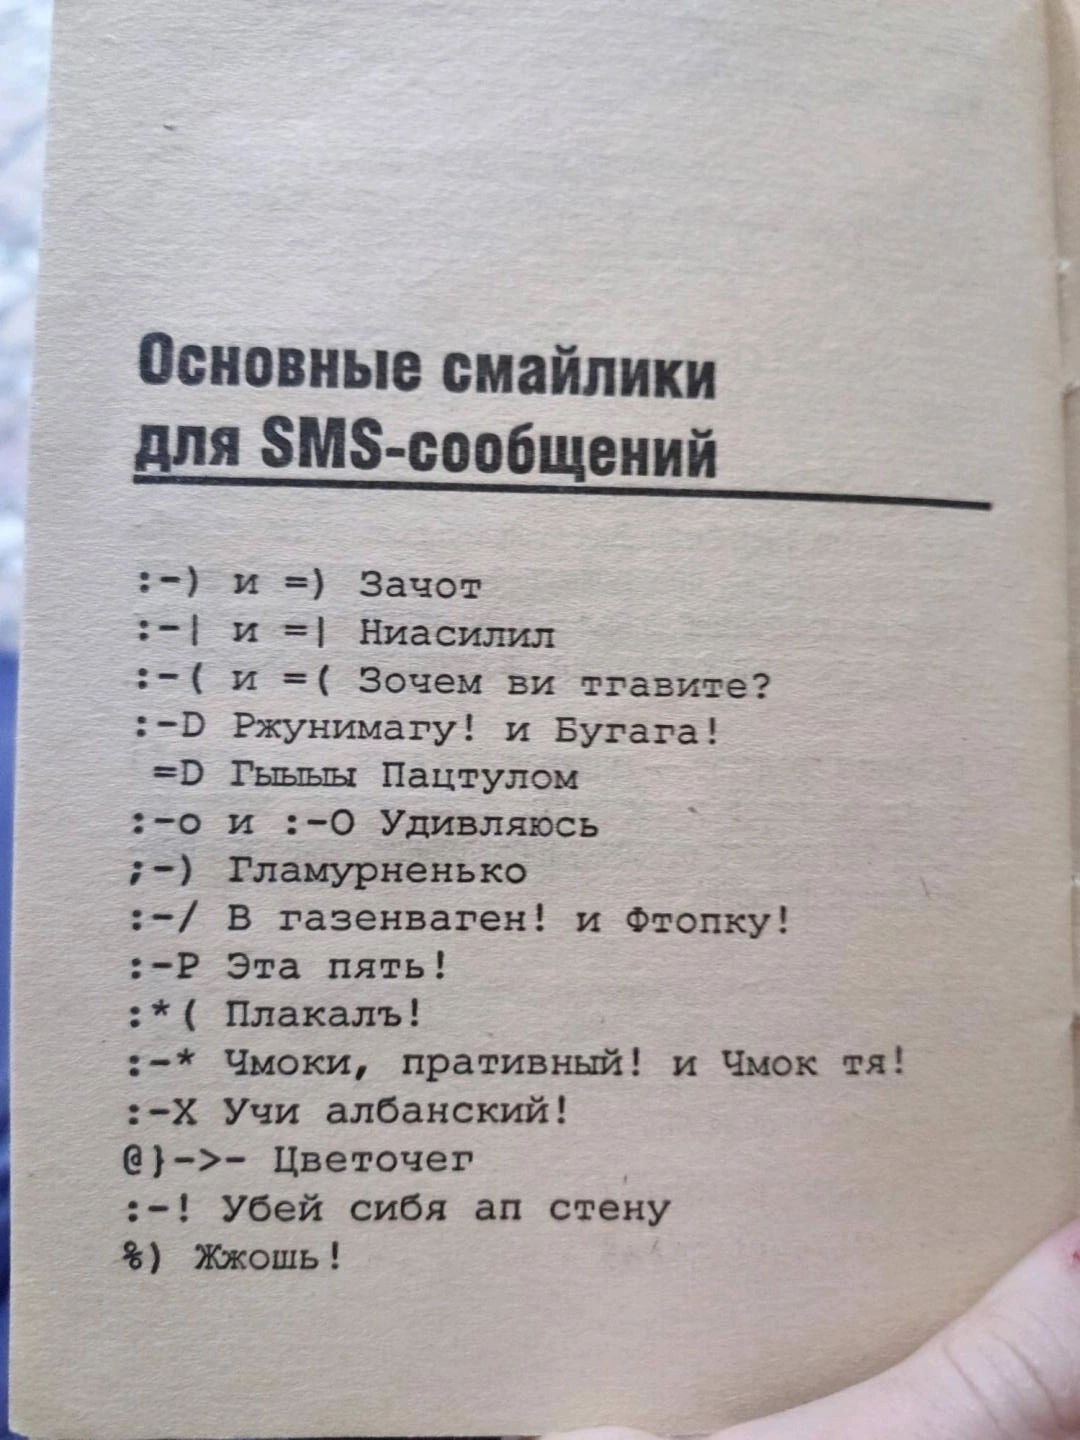 Основные смайлики
для SMS-сообщений
:-) и =) Зачот
:-| и =| Ниасилил
:-( и =( Зочем ви тгавите?
:-D Ржунимагу! и Бугага!
=D Гыыыы Пацтулом
:-о и :-О Удивляюсь
;-) Гламурненько
:-/ В газенваген! и Фтопку!
:-Р Эта пять!
:*( Плакалъ!
:-* Чмоки, пративный! и Чмок тя!
:-Х Учи албанский!
@}->- Цветочег
:-! Убей сибя ап стену
%) Жжошь!